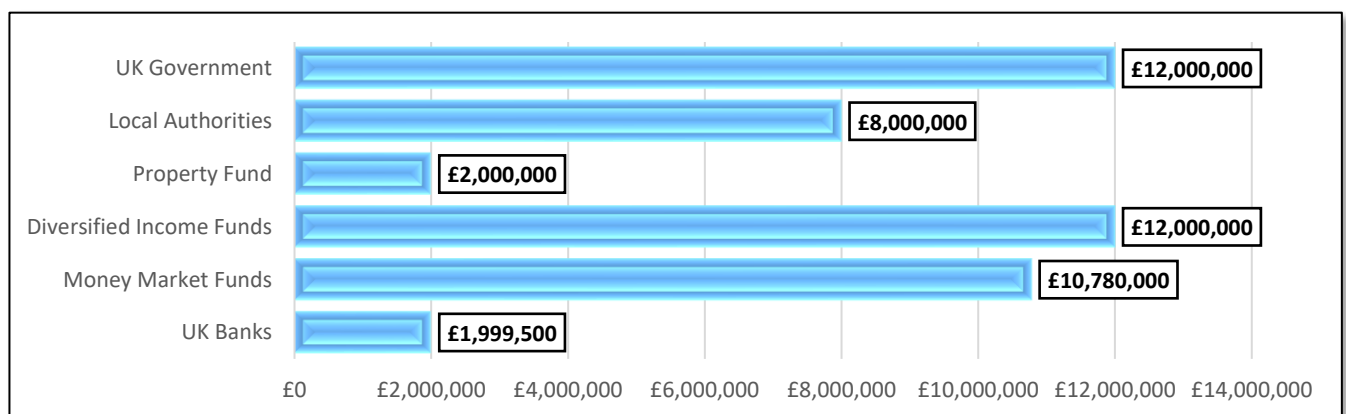 UK Government £12,000,000
Local Authorities £8,000,000
Property Fund £2,000,000
Diversified Income Funds £12,000,000
Money Market Funds £10,780,000
UK Banks £1,999,500
£0 £2,000,000 £4,000,000 £6,000,000 £8,000,000 £10,000,000 £12,000,000 £14,000,000